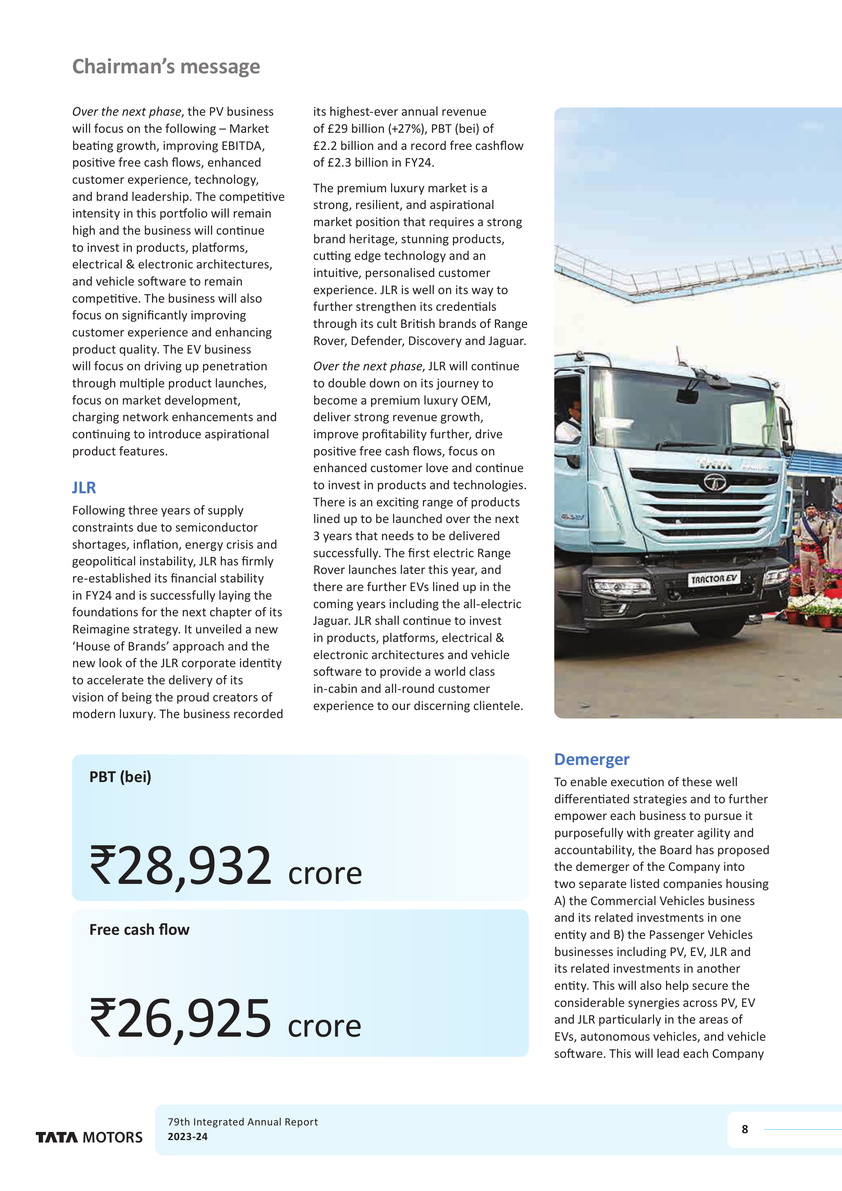 Chairman’s message
Over the next phase, the PV business
will focus on the following – Market
beating growth, improving EBITDA,
positive free cash flows, enhanced
customer experience, technology,
and brand leadership. The competitive
intensity in this portfolio will remain
high and the business will continue
to invest in products, platforms,
electrical & electronic architectures,
and vehicle software to remain
competitive. The business will also
focus on significantly improving
customer experience and enhancing
product quality. The EV business
will focus on driving up penetration
through multiple product launches,
focus on market development,
charging network enhancements and
continuing to introduce aspirational
product features.
JLR
Following three years of supply
constraints due to semiconductor
shortages, inflation, energy crisis and
geopolitical instability, JLR has firmly
re-established its financial stability
in FY24 and is successfully laying the
foundations for the next chapter of its
Reimagine strategy. It unveiled a new
‘House of Brands’ approach and the
new look of the JLR corporate identity
to accelerate the delivery of its
vision of being the proud creators of
modern luxury. The business recorded
its highest-ever annual revenue
of £29 billion (+27%), PBT (bei) of
£2.2 billion and a record free cashflow
of £2.3 billion in FY24.
The premium luxury market is a
strong, resilient, and aspirational
market position that requires a strong
brand heritage, stunning products,
cutting edge technology and an
intuitive, personalised customer
experience. JLR is well on its way to
further strengthen its credentials
through its cult British brands of Range
Rover, Defender, Discovery and Jaguar.
Over the next phase, JLR will continue
to double down on its journey to
become a premium luxury OEM,
deliver strong revenue growth,
improve profitability further, drive
positive free cash flows, focus on
enhanced customer love and continue
to invest in products and technologies.
There is an exciting range of products
lined up to be launched over the next
3 years that needs to be delivered
successfully. The first electric Range
Rover launches later this year, and
there are further EVs lined up in the
coming years including the all-electric
Jaguar. JLR shall continue to invest
in products, platforms, electrical &
electronic architectures and vehicle
software to provide a world class
in-cabin and all-round customer
experience to our discerning clientele.
TATA
TRACTOR EV
PBT (bei)
₹28,932 crore
Free cash flow
₹26,925 crore
Demerger
To enable execution of these well
differentiated strategies and to further
empower each business to pursue it
purposefully with greater agility and
accountability, the Board has proposed
the demerger of the Company into
two separate listed companies housing
A) the Commercial Vehicles business
and its related investments in one
entity and B) the Passenger Vehicles
businesses including PV, EV, JLR and
its related investments in another
entity. This will also help secure the
considerable synergies across PV, EV
and JLR particularly in the areas of
EVs, autonomous vehicles, and vehicle
software. This will lead each Company
TATA MOTORS
79th Integrated Annual Report
2023-24
8